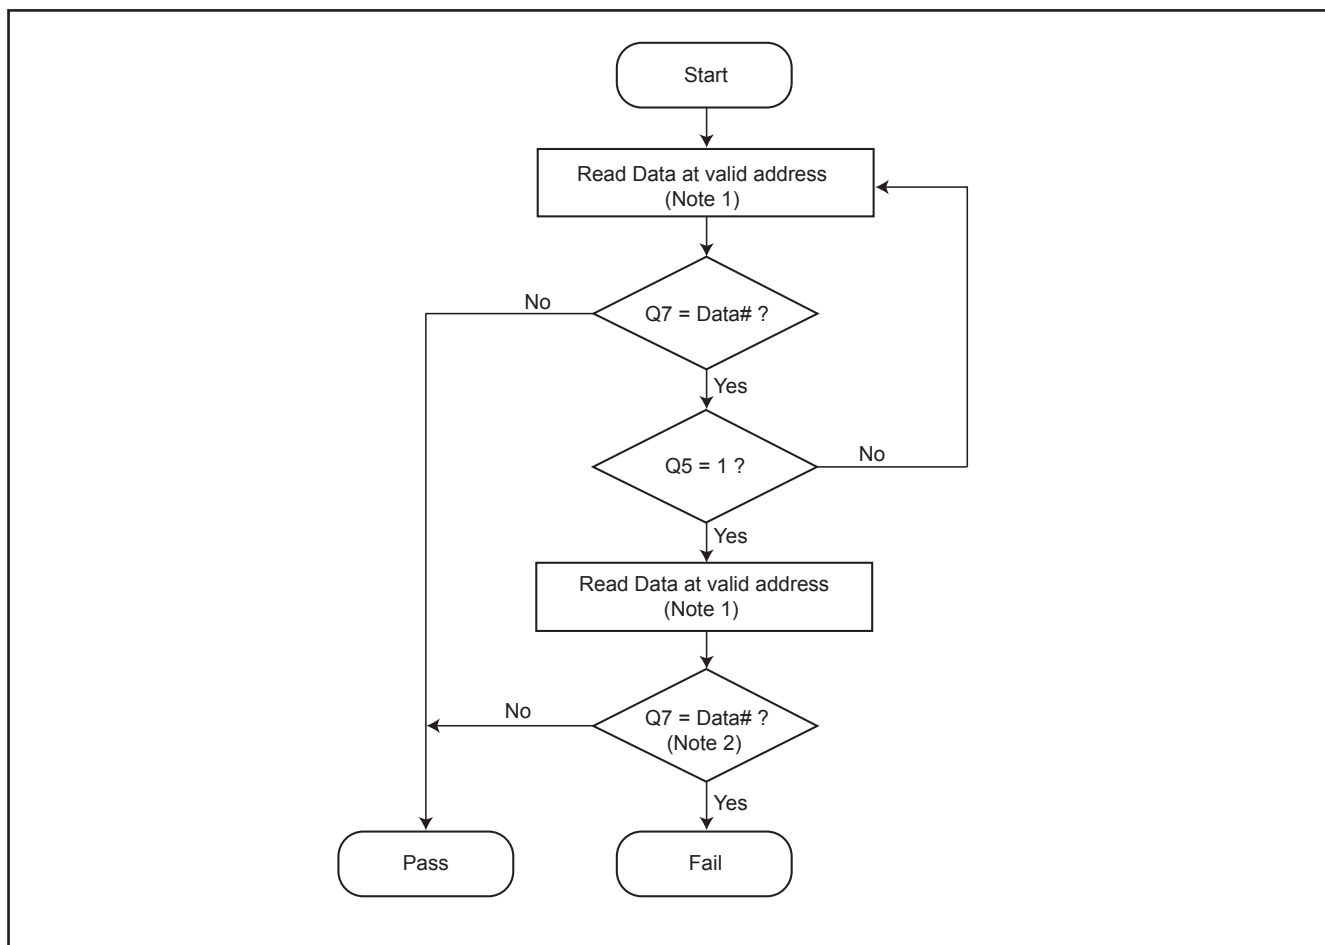 Start
Read Data at valid address
(Note 1)
Q7 = Data# ?
No
Yes
Q5 = 1 ?
No
Yes
Read Data at valid address
(Note 1)
Q7 = Data# ?
(Note 2)
No
Yes
Pass
Fail